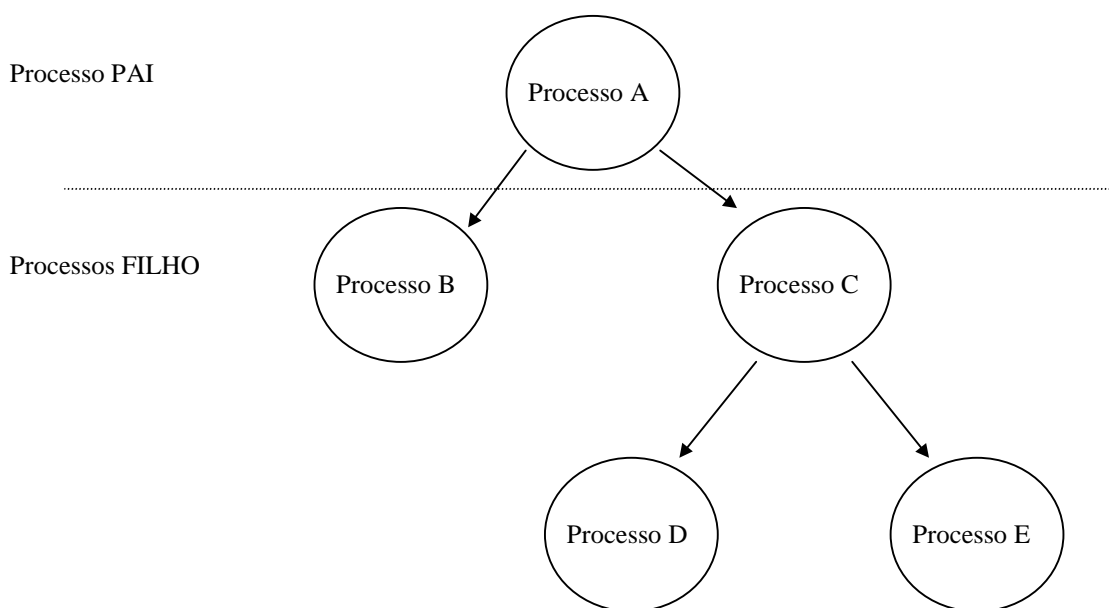 Processo PAI
Processo A
Processos FILHO
Processo B
Processo C
Processo D
Processo E